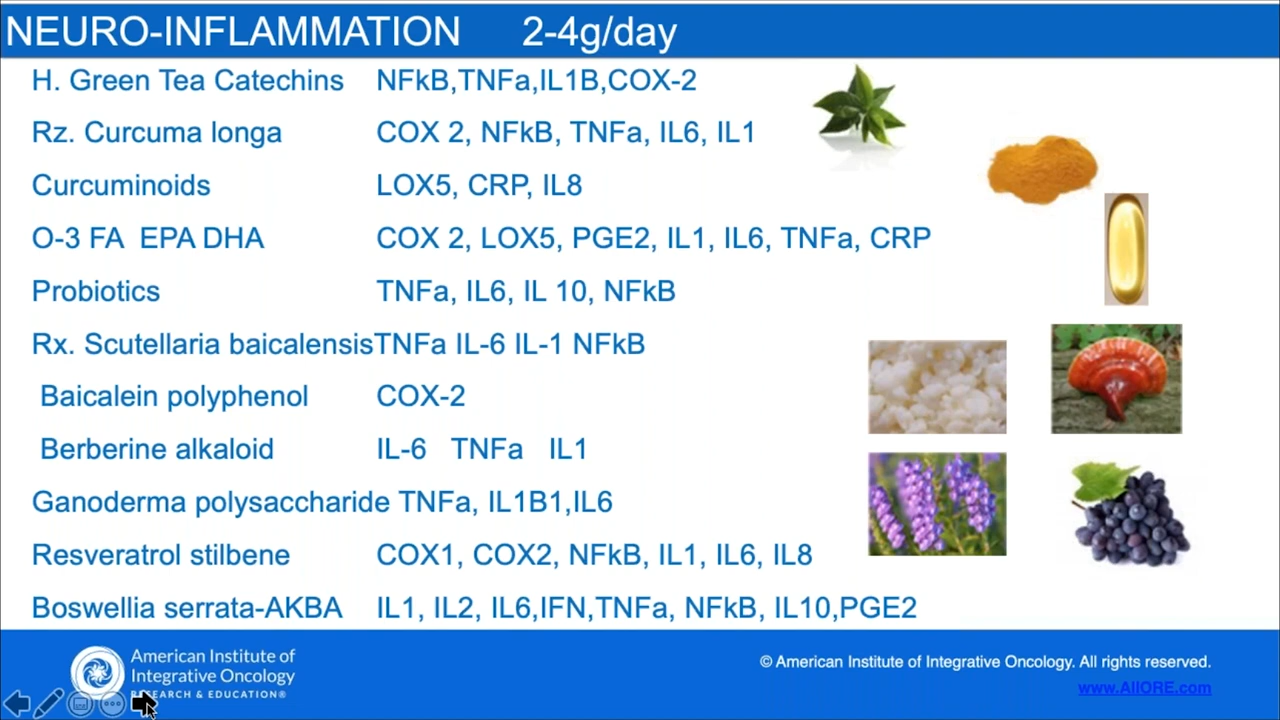 NEURO-INFLAMMATION 2-4g/day
H. Green Tea Catechins NFkB,TNFa,IL1B,COX-2
Rz. Curcuma longa COX 2, NFkB, TNFa, IL6, IL1
Curcuminoids LOX5, CRP, IL8
O-3 FA EPA DHA COX 2, LOX5, PGE2, IL1, IL6, TNFa, CRP
Probiotics TNFa, IL6, IL 10, NFkB
Rx. Scutellaria baicalensisTNFa IL-6 IL-1 NFkB
Baicalein polyphenol COX-2
Berberine alkaloid IL-6 TNFa IL1
Ganoderma polysaccharide TNFa, IL1B1,IL6
Resveratrol stilbene COX1, COX2, NFkB, IL1, IL6, IL8
Boswellia serrata-AKBA IL1, IL2, IL6,IFN,TNFa, NFkB, IL10,PGE2
American Institute of
Integrative Oncology
RESEARCH & EDUCATION®
© American Institute of Integrative Oncology. All rights reserved.
www.AIIORE.com